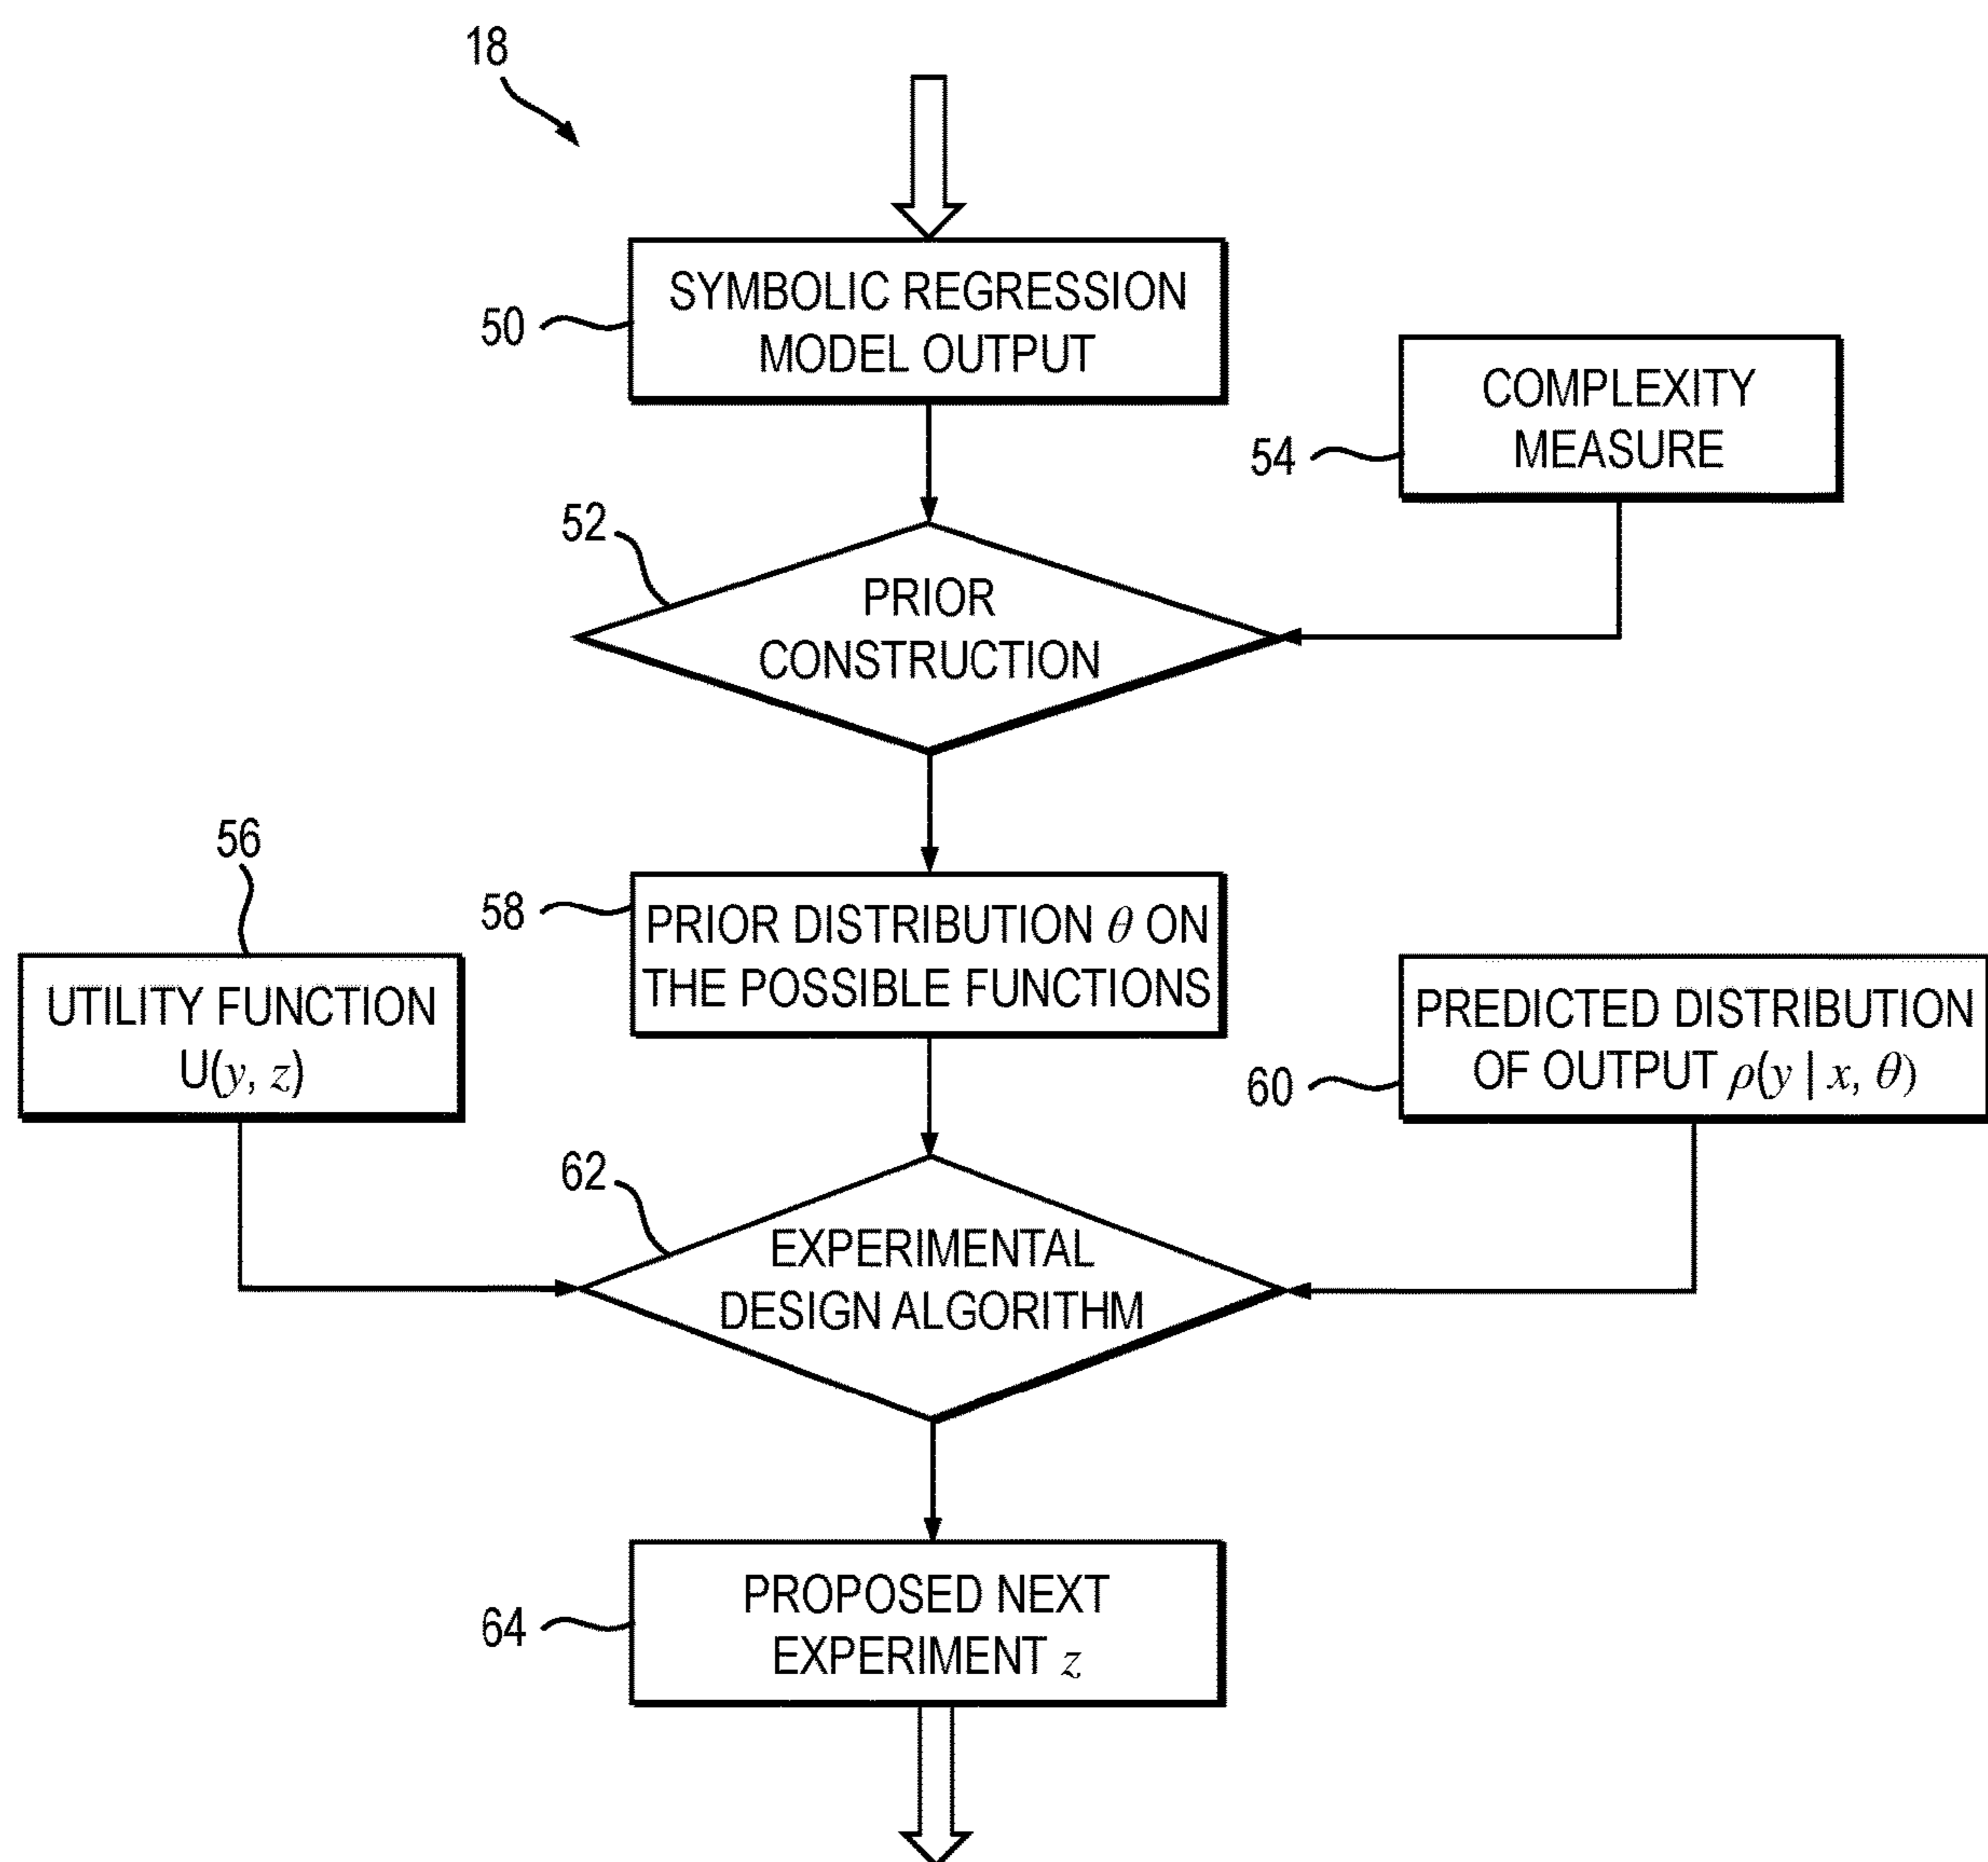 18
SYMBOLIC REGRESSION
MODEL OUTPUT
50
COMPLEXITY
MEASURE
54
52
PRIOR
CONSTRUCTION
56
58
PRIOR DISTRIBUTION θ ON
THE POSSIBLE FUNCTIONS
UTILITY FUNCTION
U(y, z)
PREDICTED DISTRIBUTION
OF OUTPUT ρ(y | x, θ)
60
62
EXPERIMENTAL
DESIGN ALGORITHM
PROPOSED NEXT
EXPERIMENT z
64